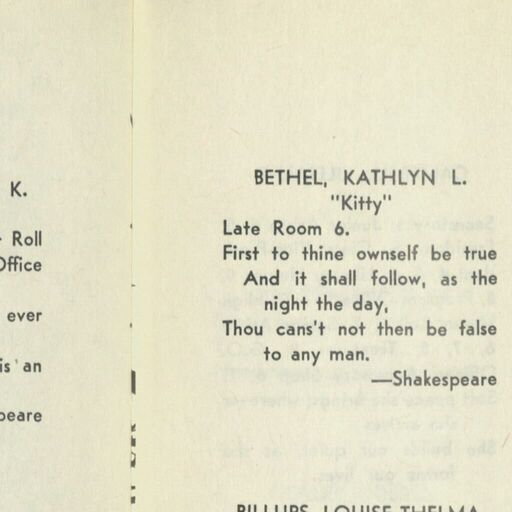 K.
Roll
Office
ever
is an
peare
BETHEL, KATHLYN L.
"Kitty"
Late Room 6.
First to thine ownself be true
And it shall follow, as the
night the day,
Thou cans't not then be false
to any man.
—Shakespeare
BILLUPS, LOUISE THELMA